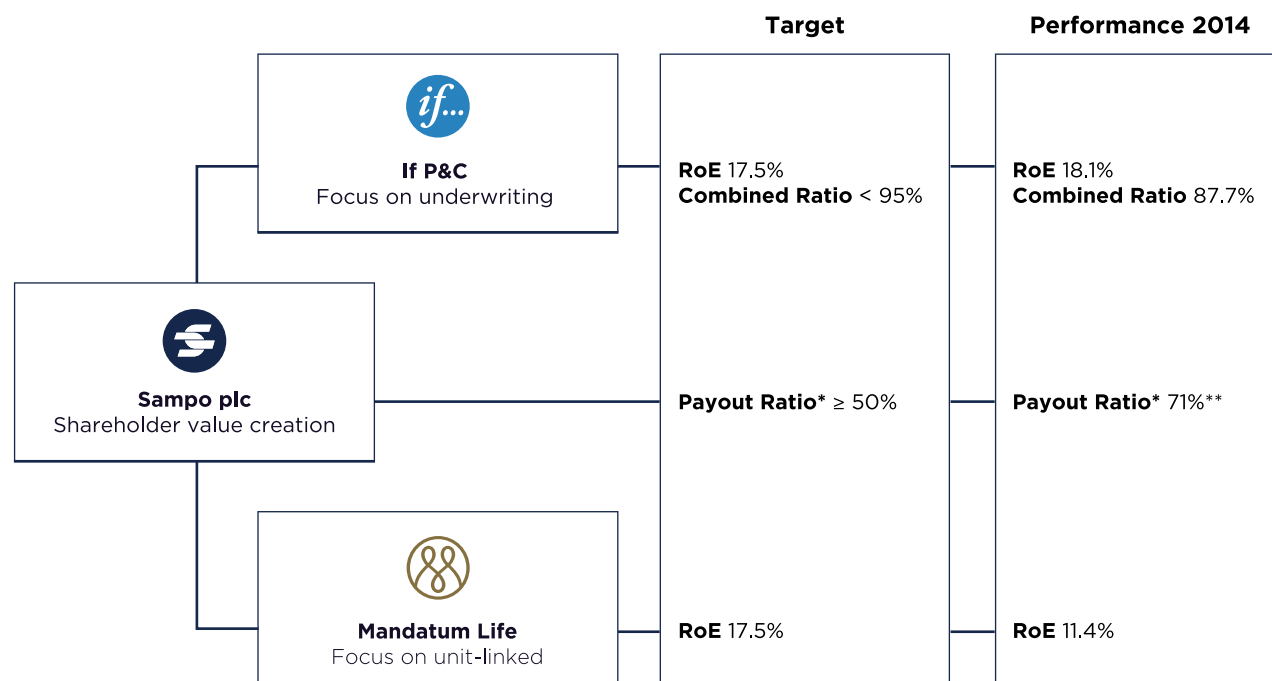 Target
Performance 2014
if...
If P&C
Focus on underwriting
RoE 17.5%
Combined Ratio < 95%
RoE 18.1%
Combined Ratio 87.7%
Sampo plc
Shareholder value creation
Payout Ratio* ≥ 50%
Payout Ratio* 71%**
Mandatum Life
Focus on unit-linked
RoE 17.5%
RoE 11.4%